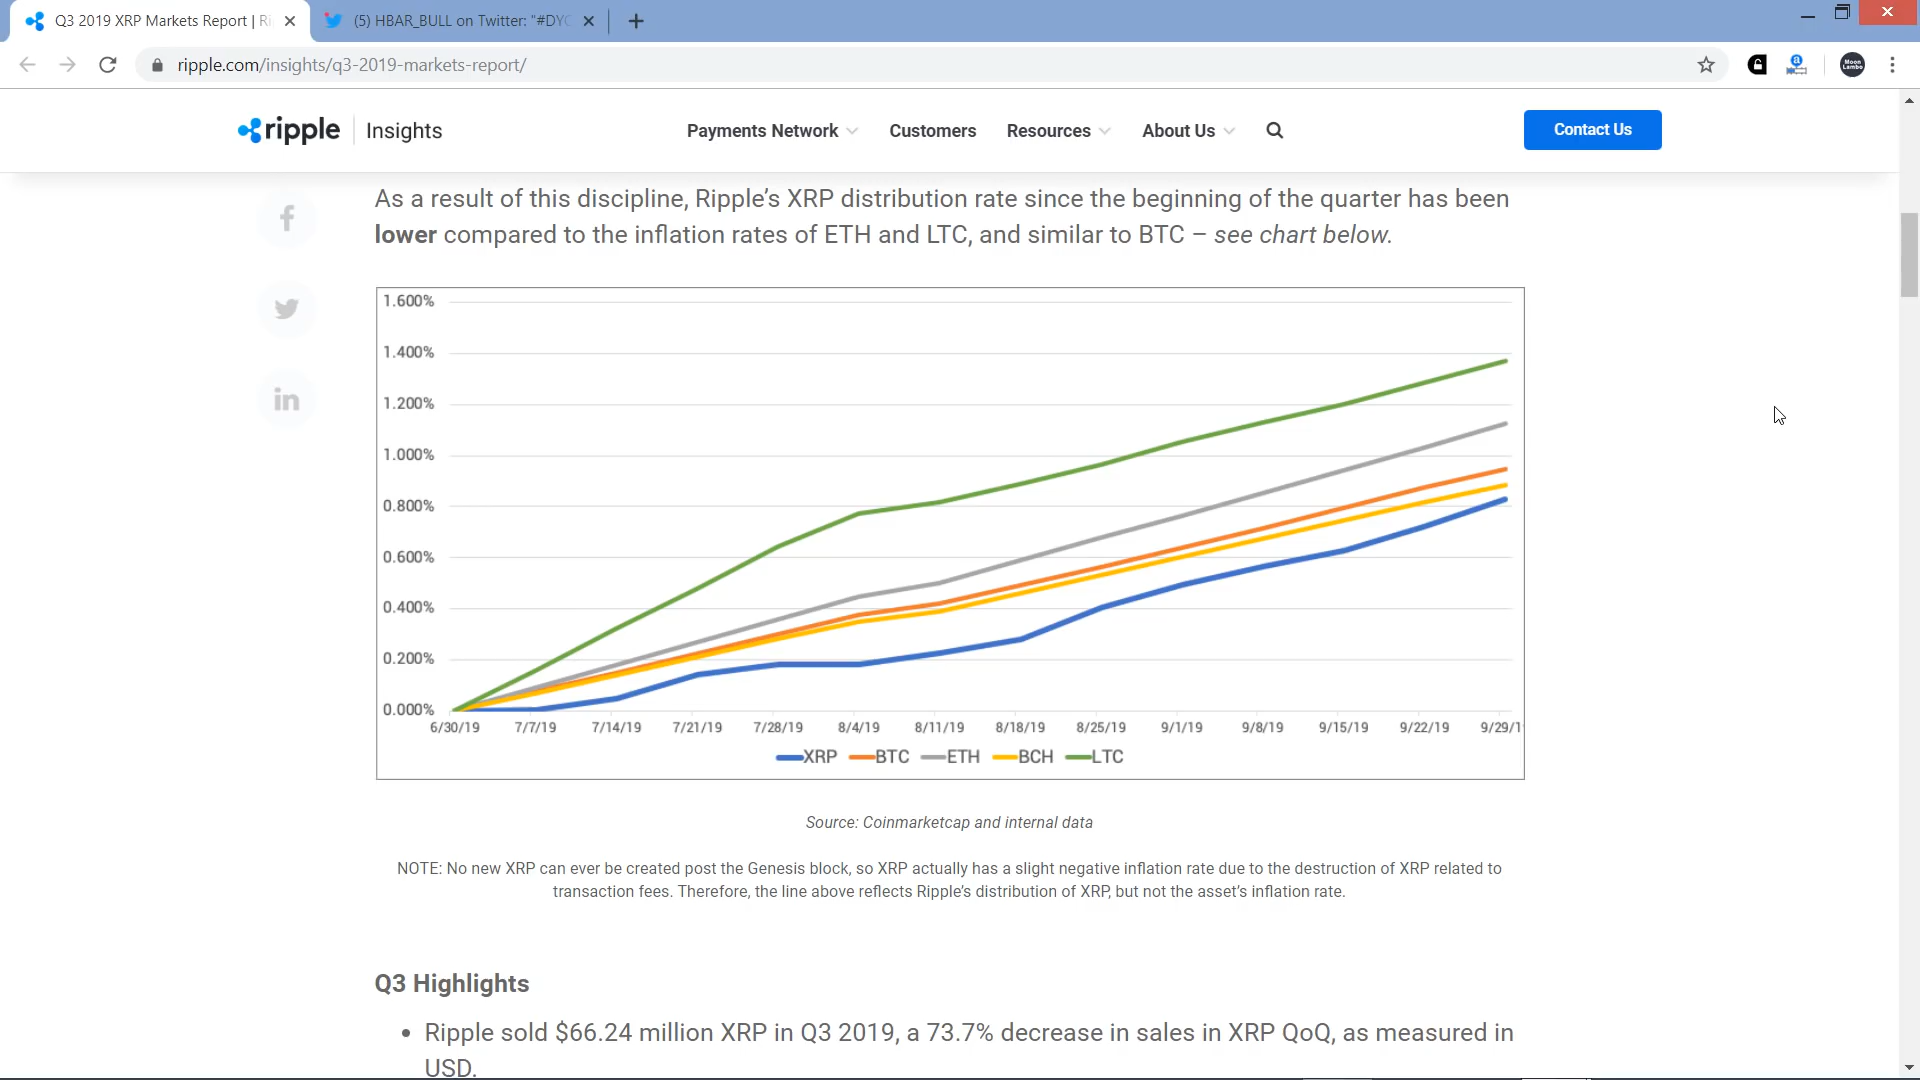 Q3 2019 XRP Markets Report | Ri
(5) HBAR_BULL on Twitter: "#DYO
ripple.com/insights/q3-2019-markets-report/
Moon Lambo
ripple Insights Payments Network Customers Resources About Us Contact Us
As a result of this discipline, Ripple's XRP distribution rate since the beginning of the quarter has been
lower compared to the inflation rates of ETH and LTC, and similar to BTC – see chart below.
1.600%
1.400%
1.200%
1.000%
0.800%
0.600%
0.400%
0.200%
0.000%
6/30/19 7/7/19 7/14/19 7/21/19 7/28/19 8/4/19 8/11/19 8/18/19 8/25/19 9/1/19 9/8/19 9/15/19 9/22/19 9/29/1
XRP BTC ETH BCH LTC
Source: Coinmarketcap and internal data
NOTE: No new XRP can ever be created post the Genesis block, so XRP actually has a slight negative inflation rate due to the destruction of XRP related to
transaction fees. Therefore, the line above reflects Ripple's distribution of XRP, but not the asset's inflation rate.
Q3 Highlights
• Ripple sold $66.24 million XRP in Q3 2019, a 73.7% decrease in sales in XRP QoQ, as measured in
USD.